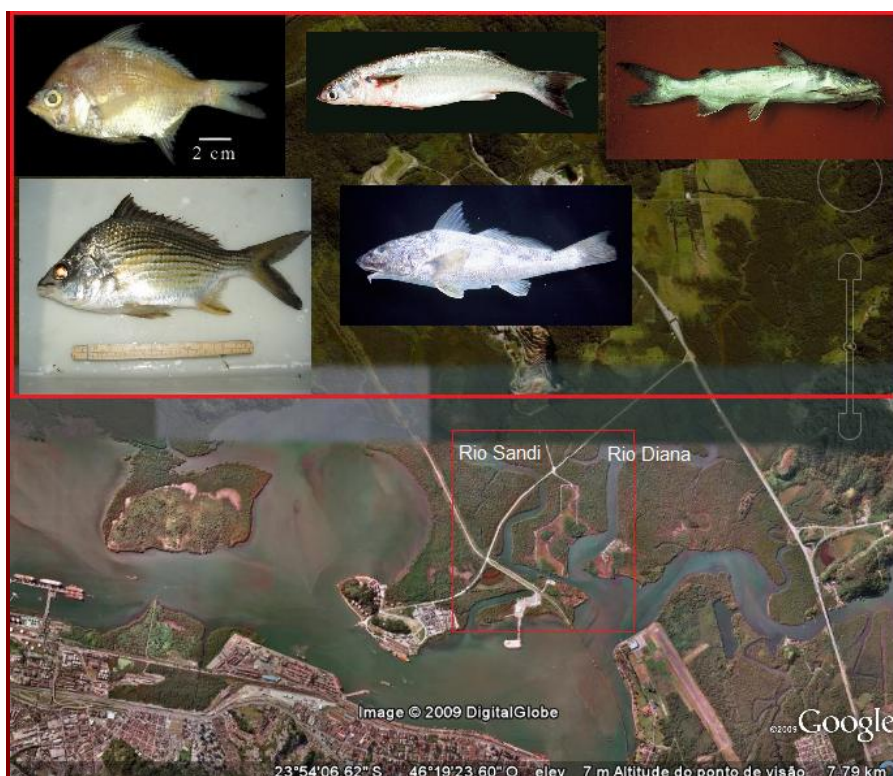 2 cm
Rio Sandi
Rio Diana
Image © 2009 DigitalGlobe
©2009 Google
23°54'06.62" S 46°19'23.60" O elev 7 m Altitude do ponto de visão 7.79 km